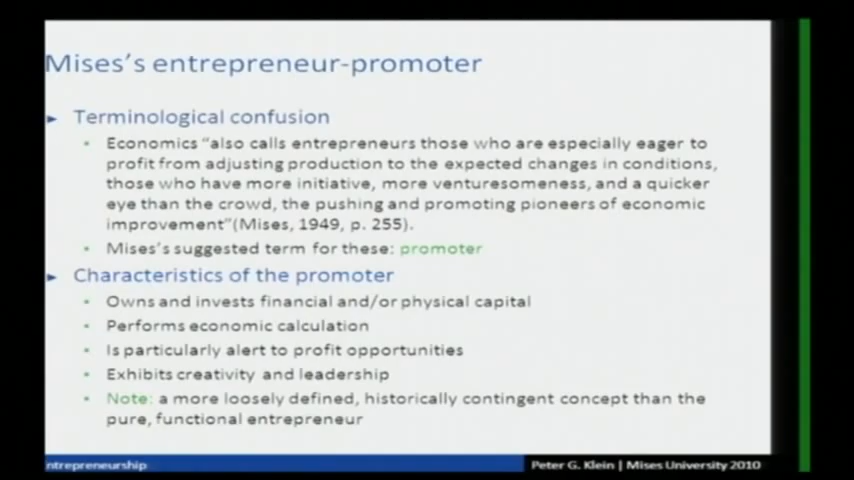 Mises's entrepreneur-promoter
► Terminological confusion
▪ Economics “also calls entrepreneurs those who are especially eager to
profit from adjusting production to the expected changes in conditions,
those who have more initiative, more venturesomeness, and a quicker
eye than the crowd, the pushing and promoting pioneers of economic
improvement”(Mises, 1949, p. 255).
▪ Mises's suggested term for these: promoter
► Characteristics of the promoter
▪ Owns and invests financial and/or physical capital
▪ Performs economic calculation
▪ Is particularly alert to profit opportunities
▪ Exhibits creativity and leadership
▪ Note: a more loosely defined, historically contingent concept than the
pure, functional entrepreneur
ntrepreneurship
Peter G. Klein | Mises University 2010